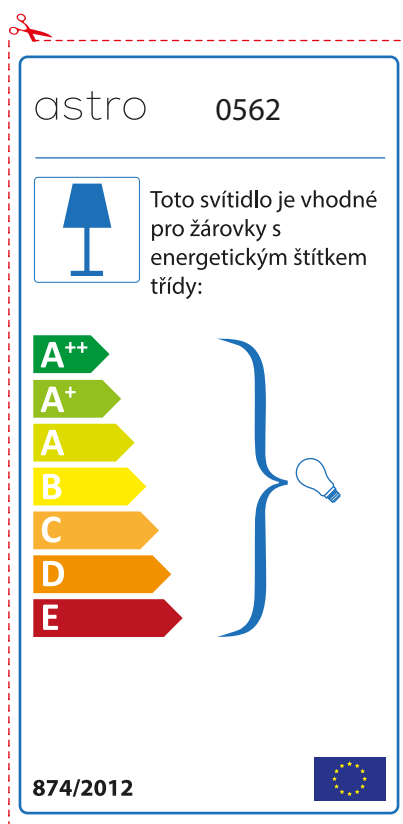 astro 0562
Toto svítidlo je vhodné
pro žárovky s
energetickým štítkem
třídy:
A++
A+
A
B
C
D
E
874/2012